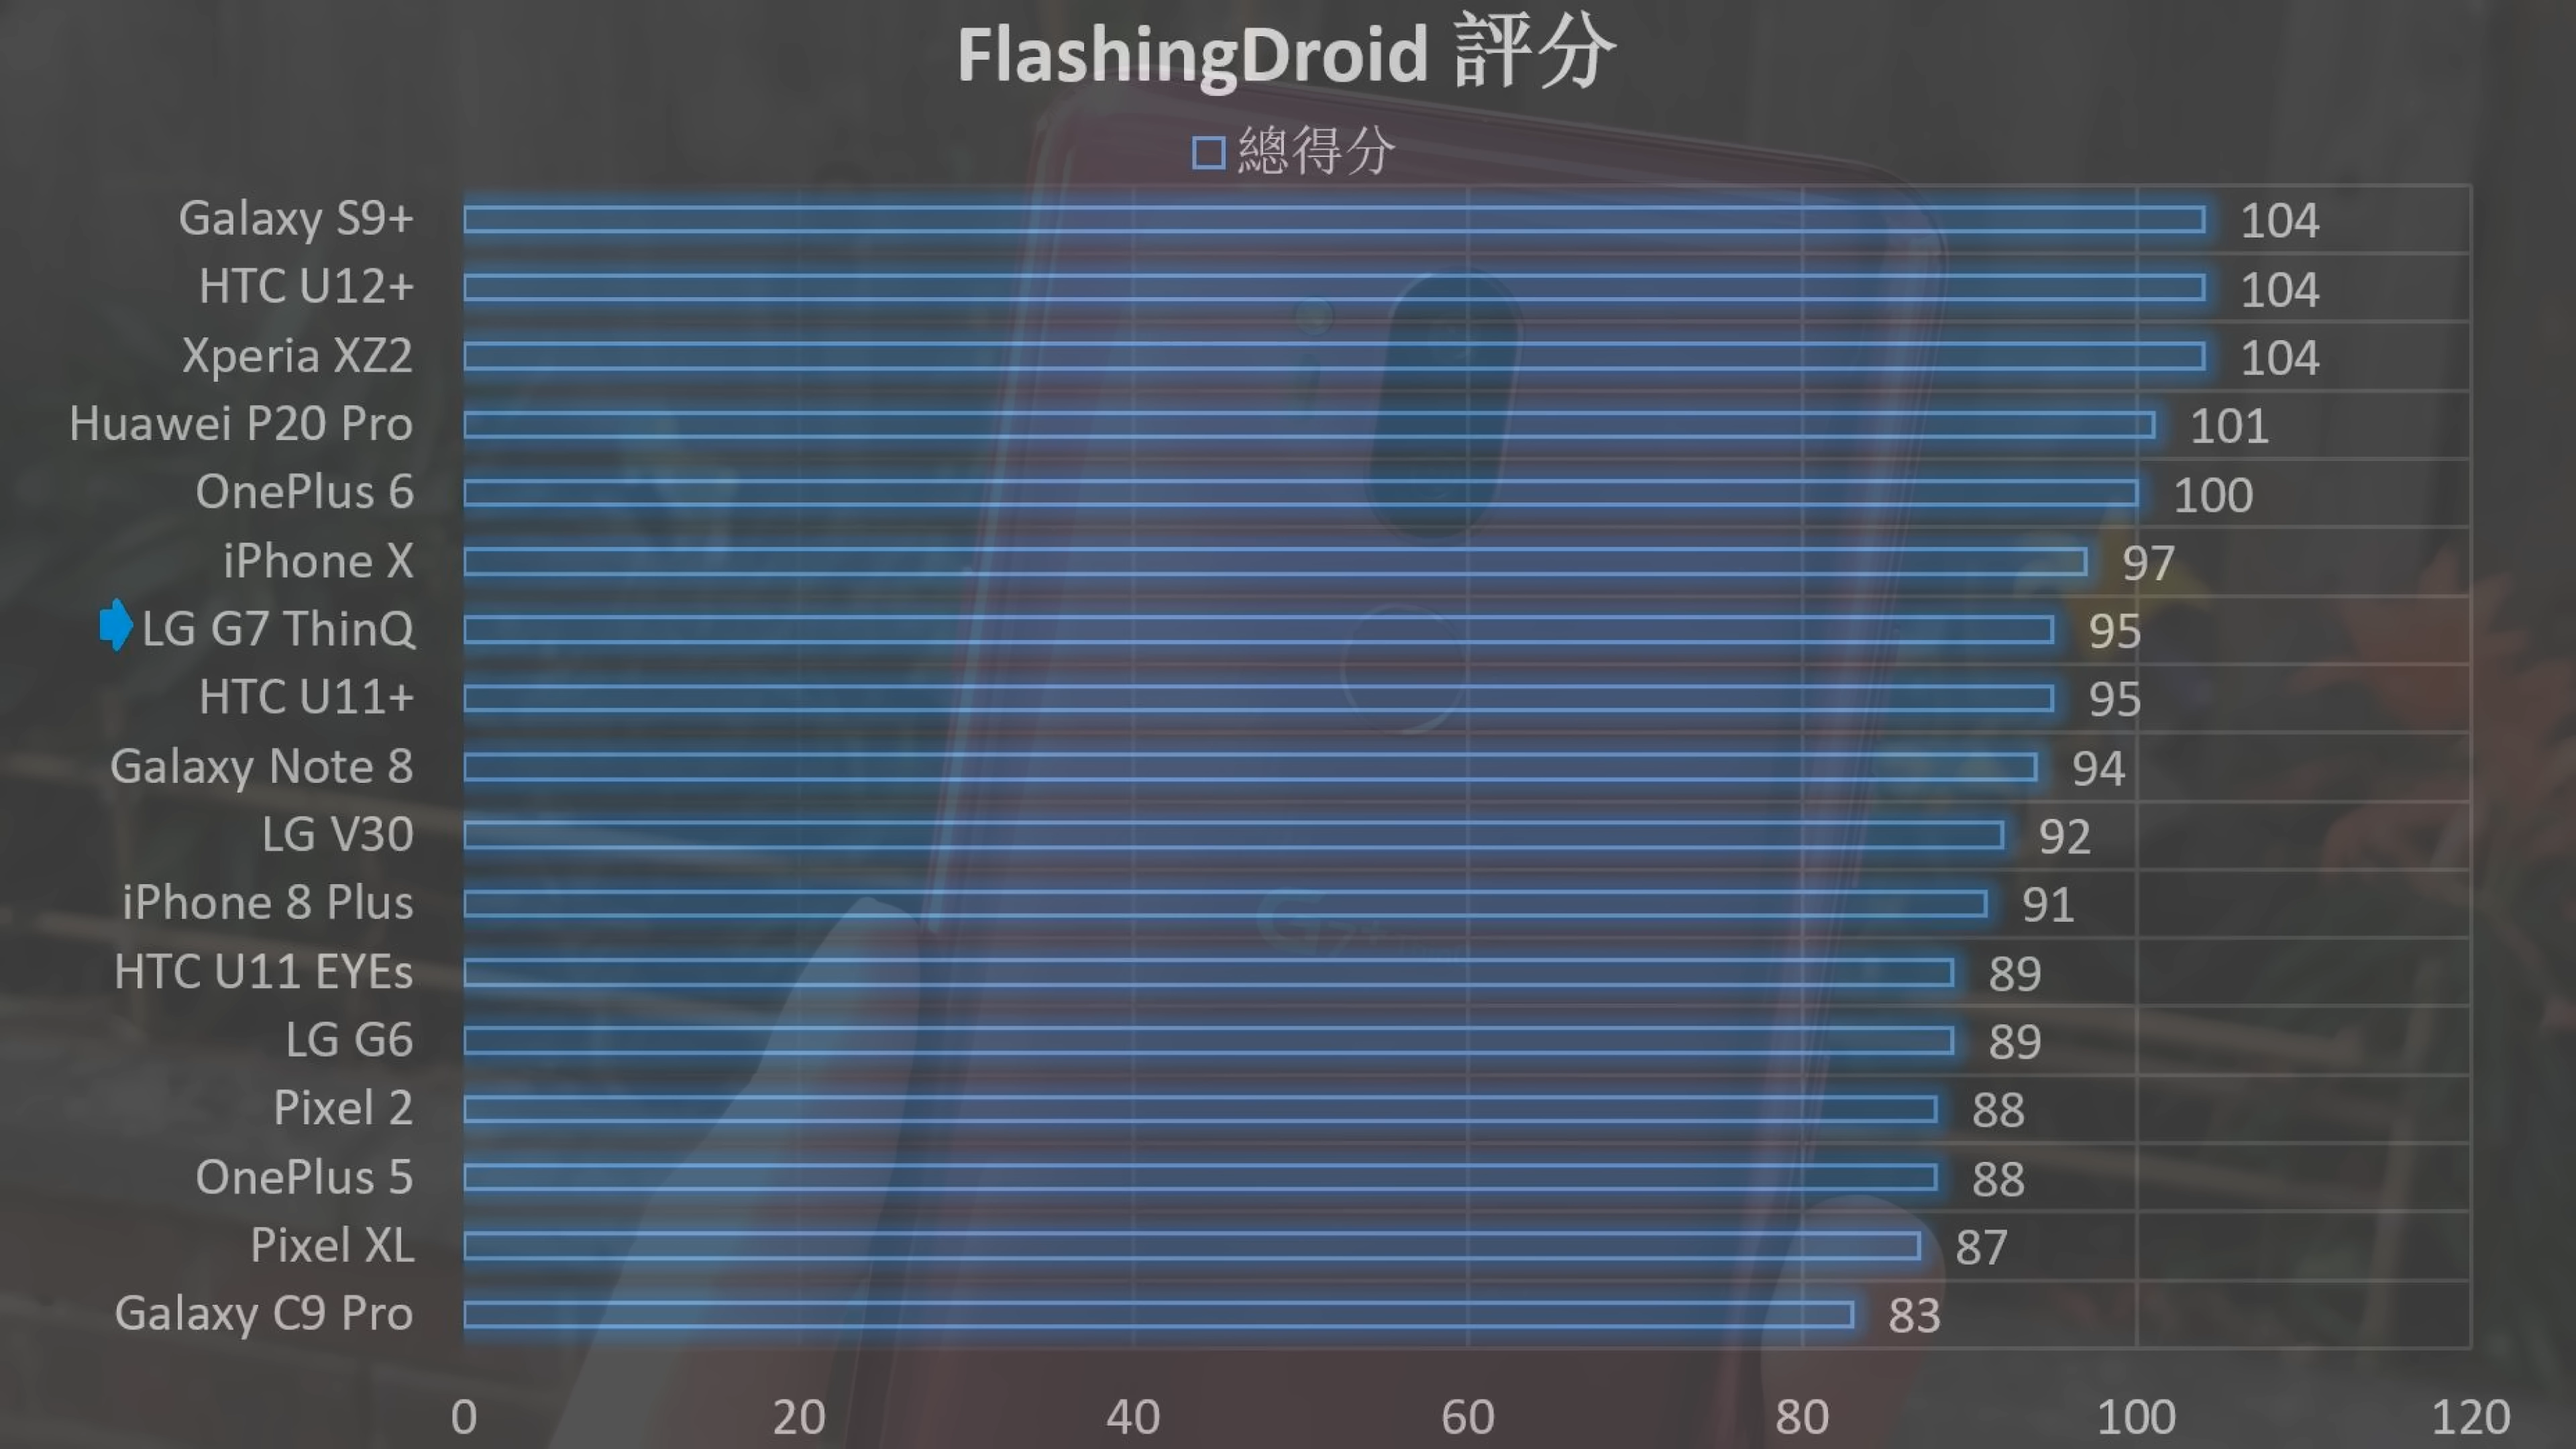 FlashingDroid 評分
總得分
Galaxy S9+ 104
HTC U12+ 104
Xperia XZ2 104
Huawei P20 Pro 101
OnePlus 6 100
iPhone X 97
LG G7 ThinQ 95
HTC U11+ 95
Galaxy Note 8 94
LG V30 92
iPhone 8 Plus 91
G7+
HTC U11 EYEs 89
LG G6 89
Pixel 2 88
OnePlus 5 88
Pixel XL 87
Galaxy C9 Pro 83
0 20 40 60 80 100 120